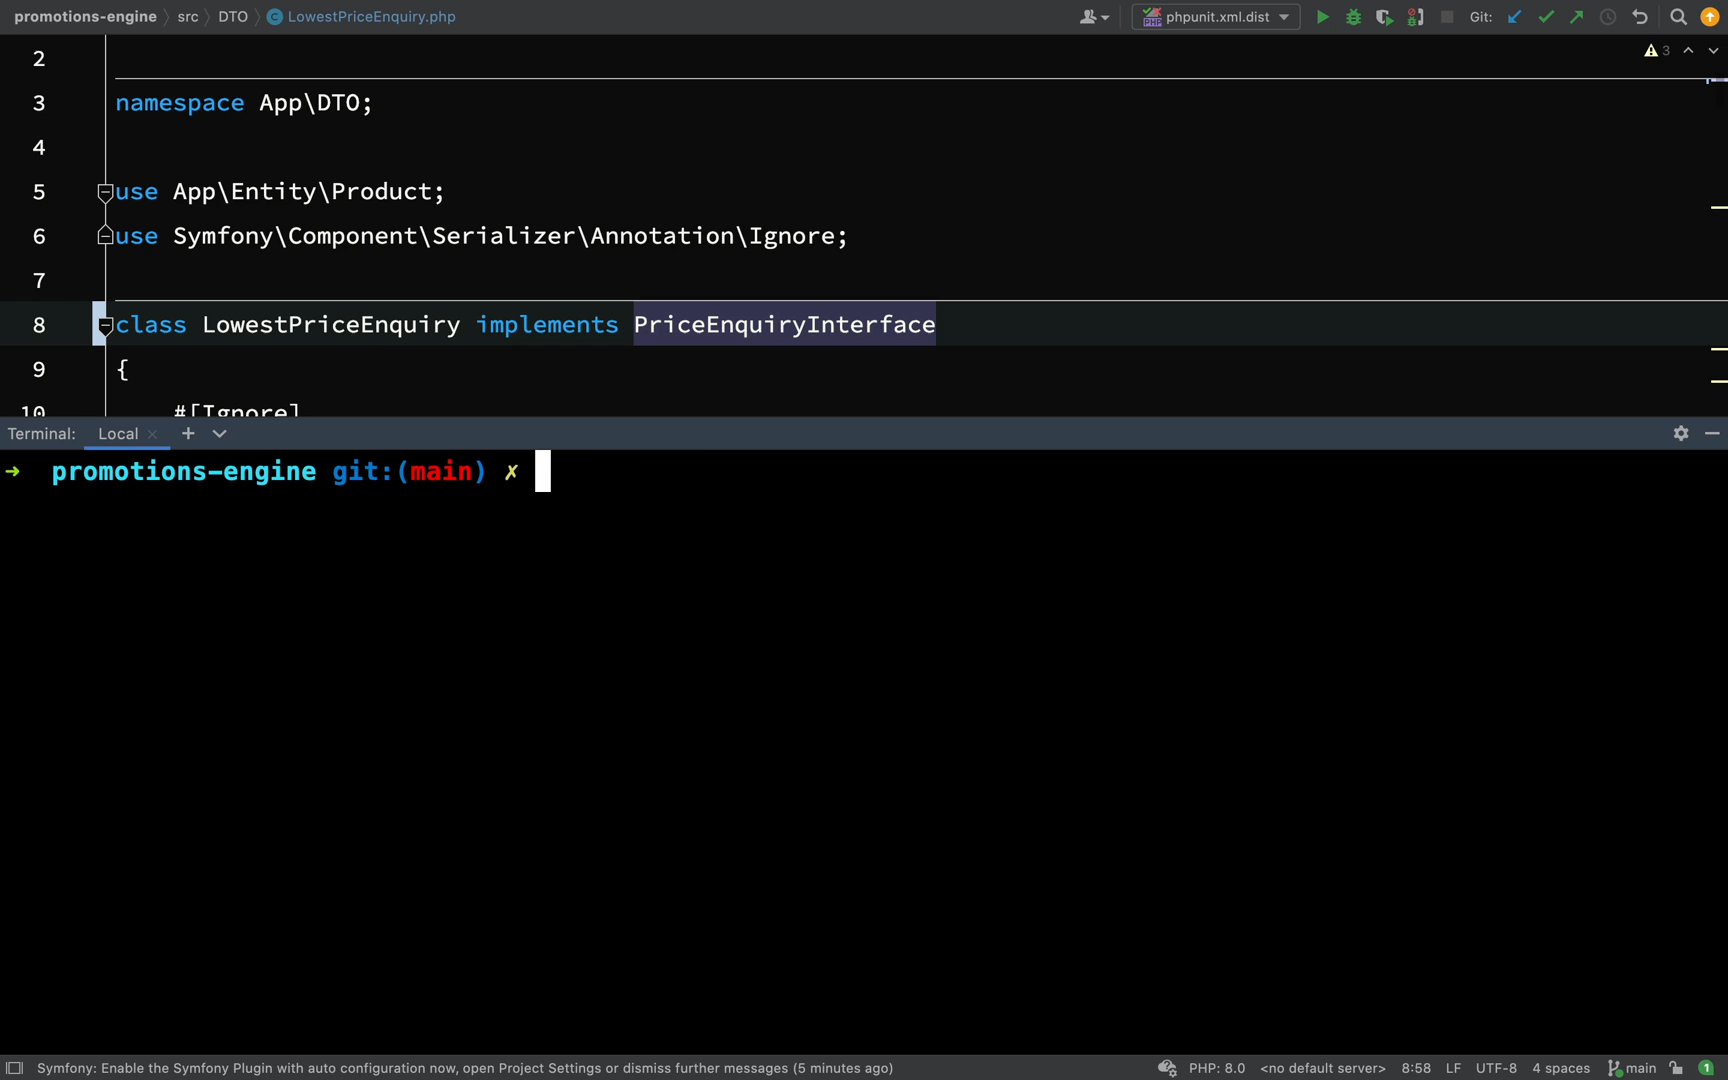 promotions-engine src DTO LowestPriceEnquiry.php phpunit.xml.dist Git:
3
2
3 namespace App\DTO;
4
5 use App\Entity\Product;
6 use Symfony\Component\Serializer\Annotation\Ignore;
7
8 class LowestPriceEnquiry implements PriceEnquiryInterface
9 {
10 #[Ignore]
Terminal: Local
→ promotions-engine git:(main) ✗
Symfony: Enable the Symfony Plugin with auto configuration now, open Project Settings or dismiss further messages (5 minutes ago) PHP: 8.0 <no default server> 8:58 LF UTF-8 4 spaces main 1